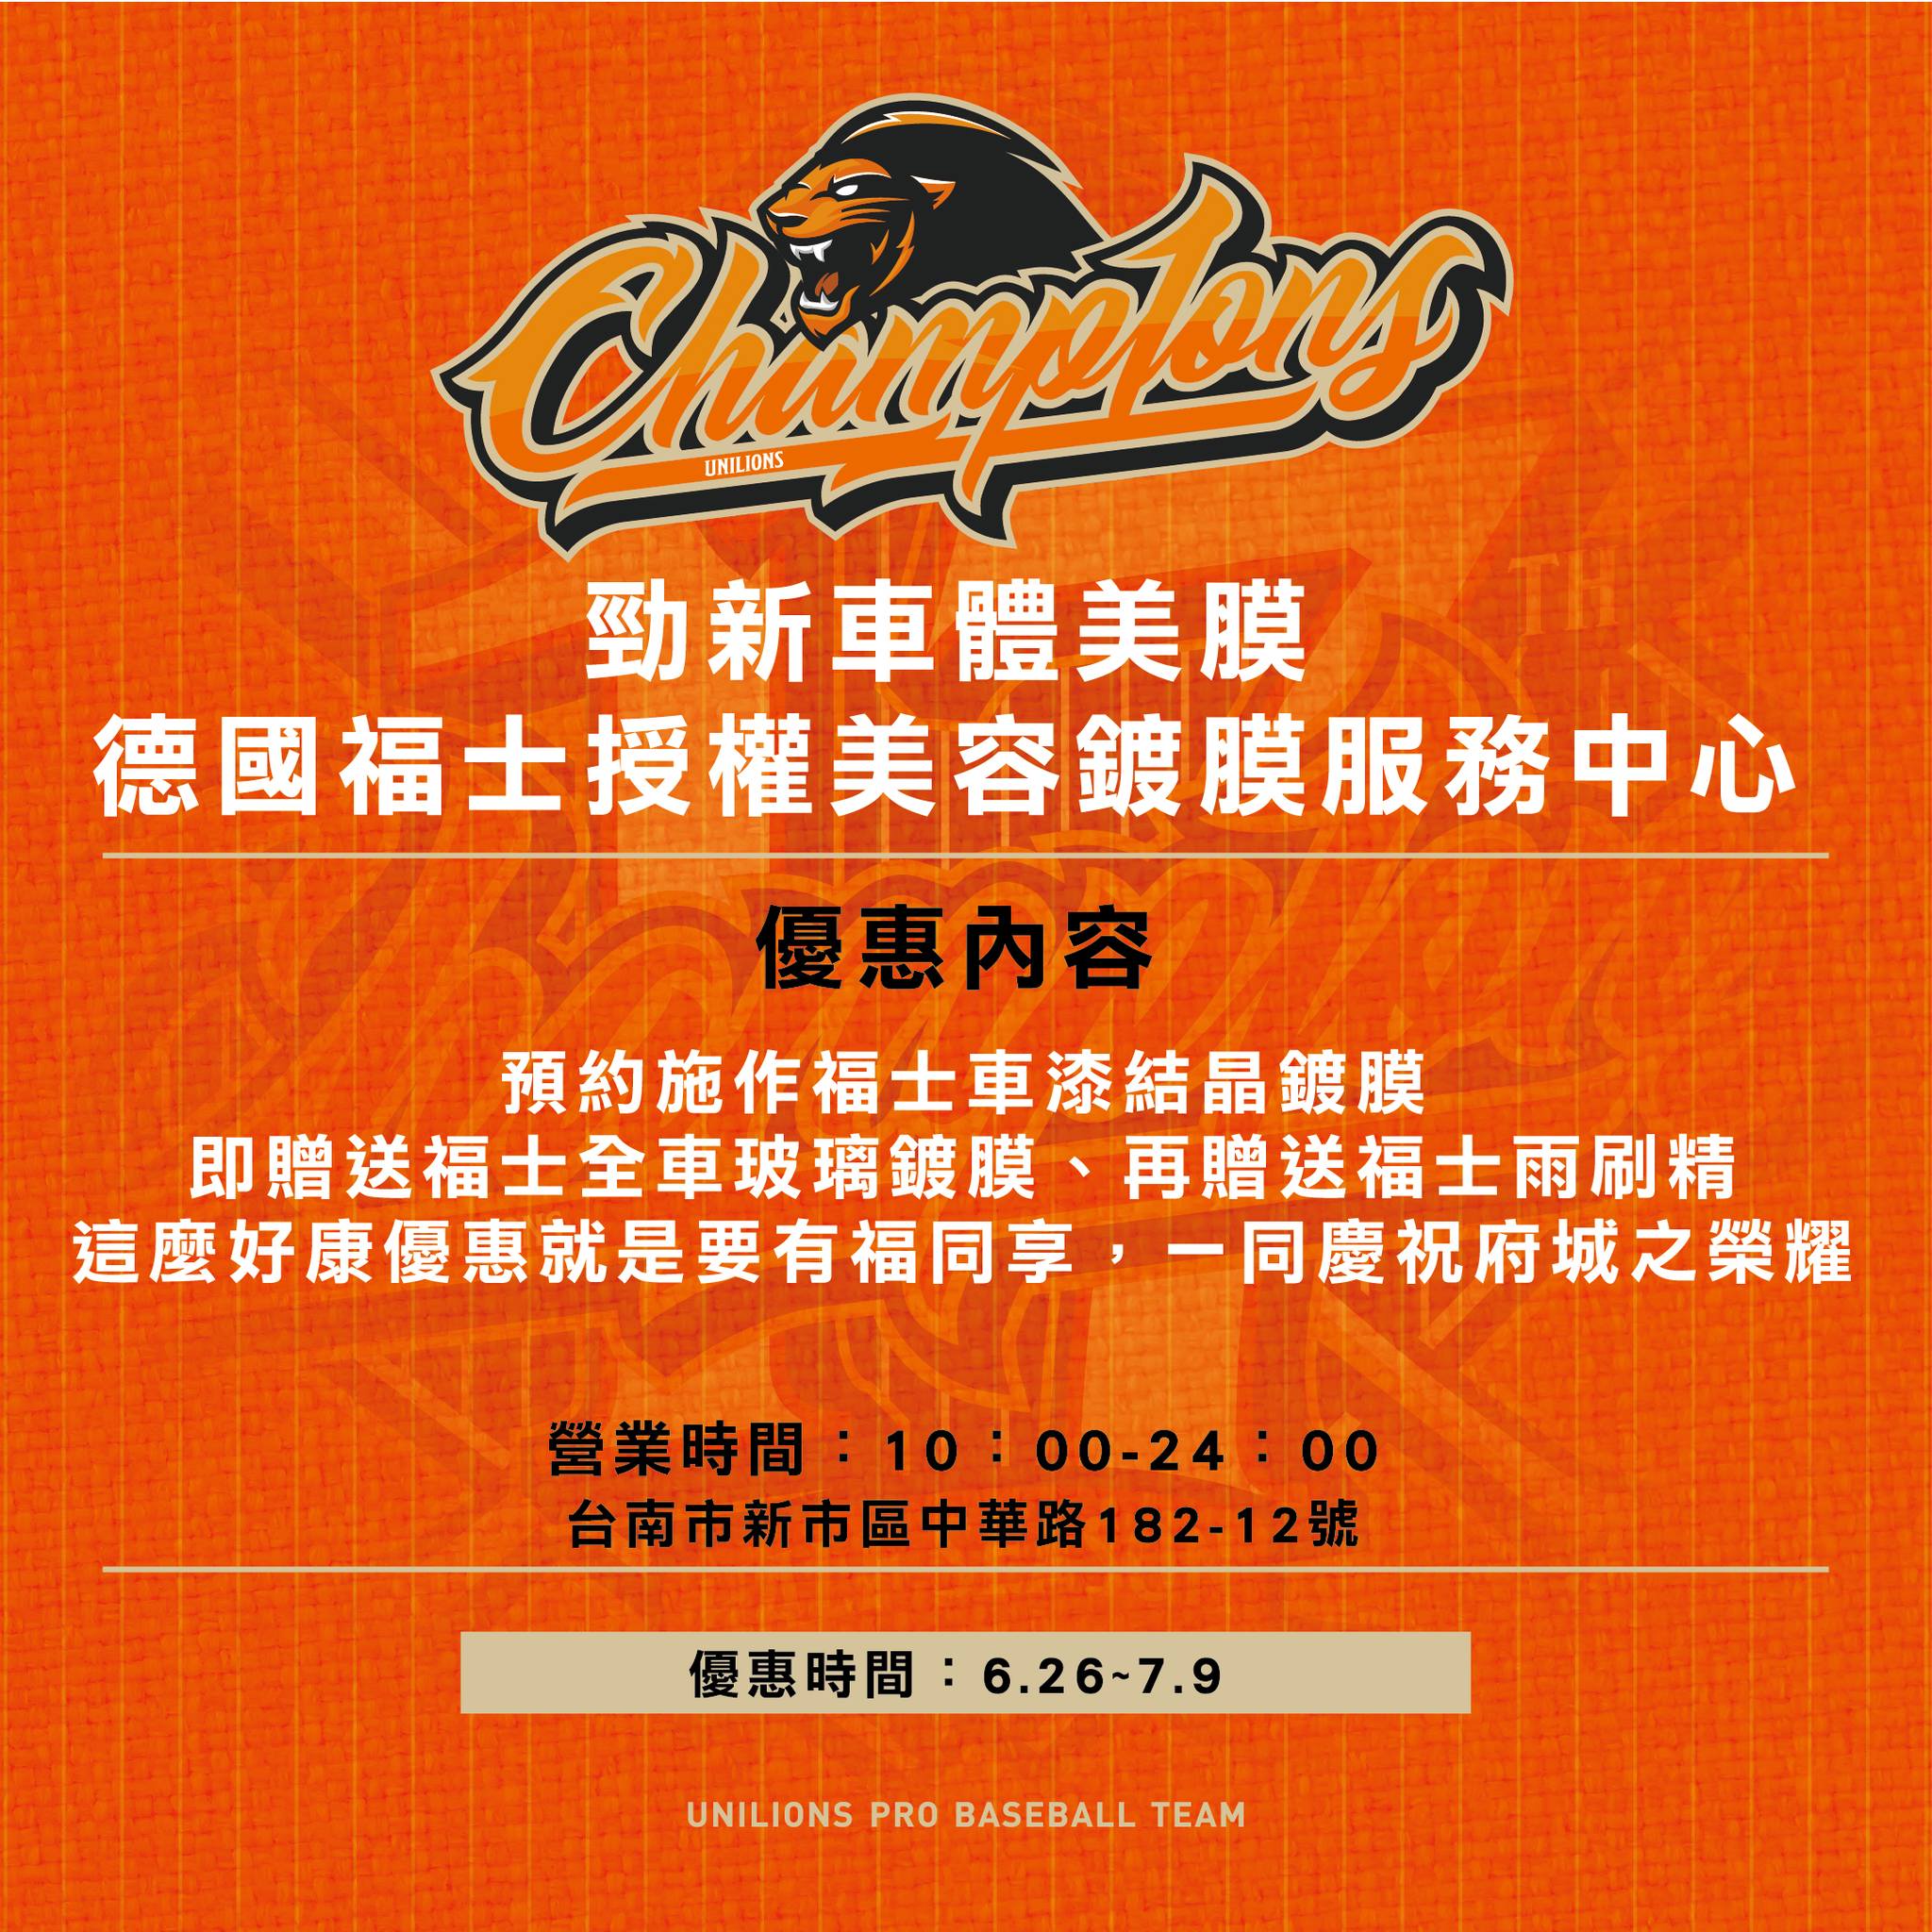 Champ1ons
UNILIONS
勁新車體美膜
德國福士授權美容鍍膜服務中心
優惠內容
預約施作福士車漆結晶鍍膜
即贈送福士全車玻璃鍍膜、再贈送福士雨刷精
這麼好康優惠就是要有福同享，一同慶祝府城之榮耀
營業時間：10：00-24：00
台南市新市區中華路182-12號
優惠時間：6.26~7.9
UNILIONS PRO BASEBALL TEAM